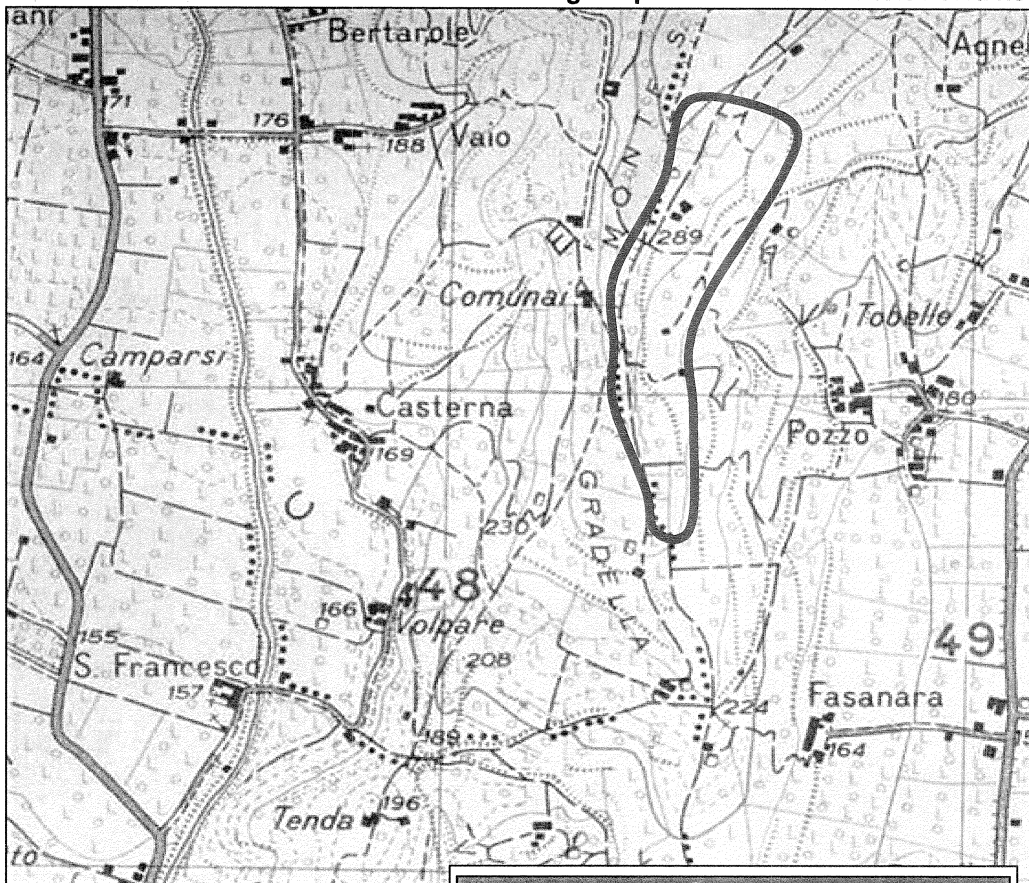 Bertarole
Agnel
171
176
188
Vaio
MONTE
289
Comunai
Tobelle
164
Camparsi
Casterna
180
Pozzo
169
GRADELLA
C
230
48
166
Volpare
155
208
49
S. Francesco
157
Fasanara
224
189
164
196
Tenda
to